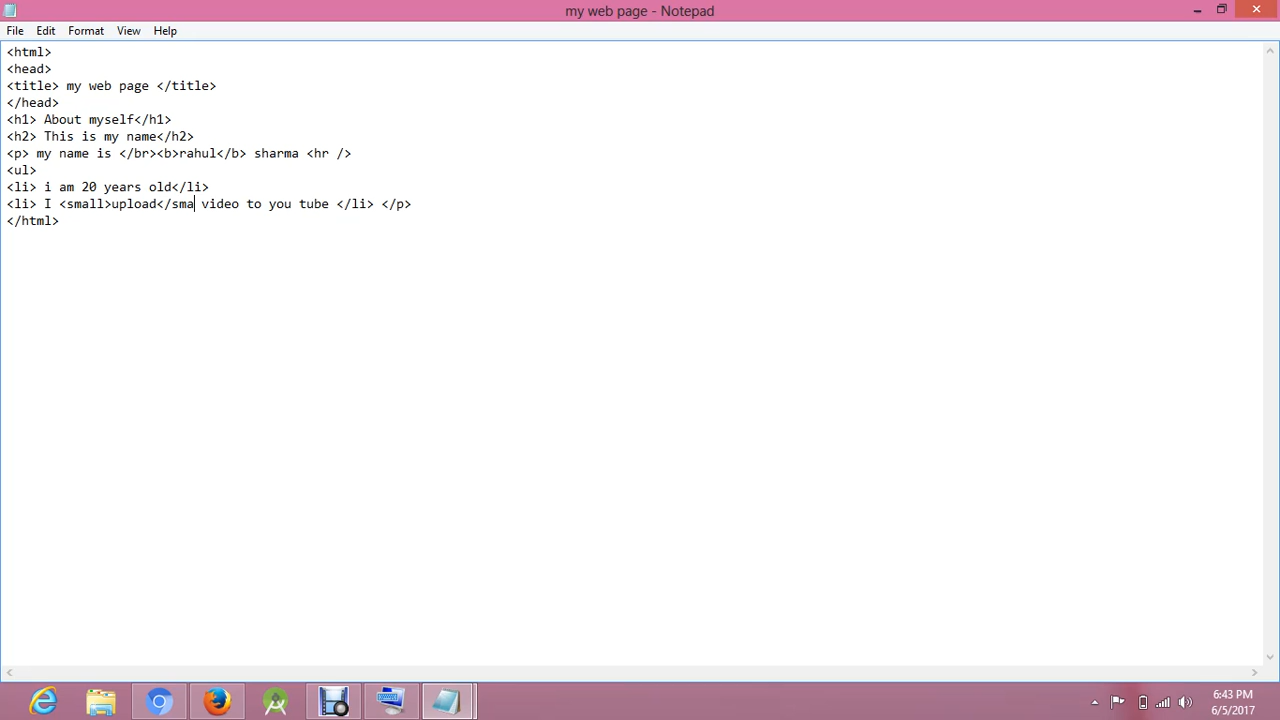 my web page - Notepad
File Edit Format View Help
<html>
<head>
<title> my web page </title>
</head>
<h1> About myself</h1>
<h2> This is my name</h2>
<p> my name is </br><b>rahul</b> sharma <hr />
<ul>
<li> i am 20 years old</li>
<li> I <small>upload</sma video to you tube </li> </p>
</html>
6:43 PM
6/5/2017